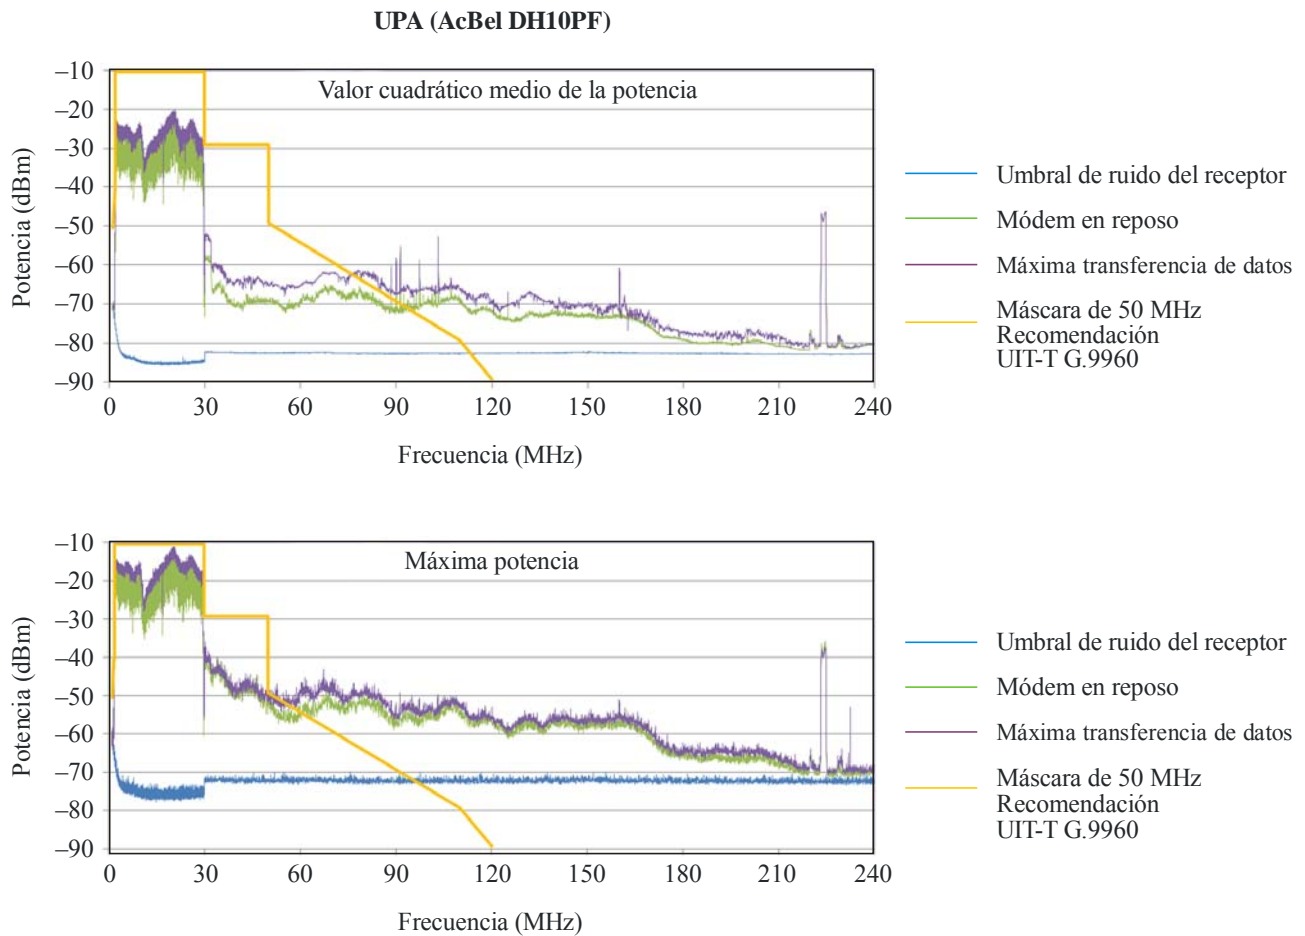 UPA (AcBel DH10PF)
Valor cuadrático medio de la potencia
Potencia (dBm)
–10
–20
–30
–40
–50
–60
–70
–80
–90
0 30 60 90 120 150 180 210 240
Frecuencia (MHz)
Umbral de ruido del receptor
Módem en reposo
Máxima transferencia de datos
Máscara de 50 MHz
Recomendación
UIT-T G.9960
Máxima potencia
Potencia (dBm)
–10
–20
–30
–40
–50
–60
–70
–80
–90
0 30 60 90 120 150 180 210 240
Frecuencia (MHz)
Umbral de ruido del receptor
Módem en reposo
Máxima transferencia de datos
Máscara de 50 MHz
Recomendación
UIT-T G.9960